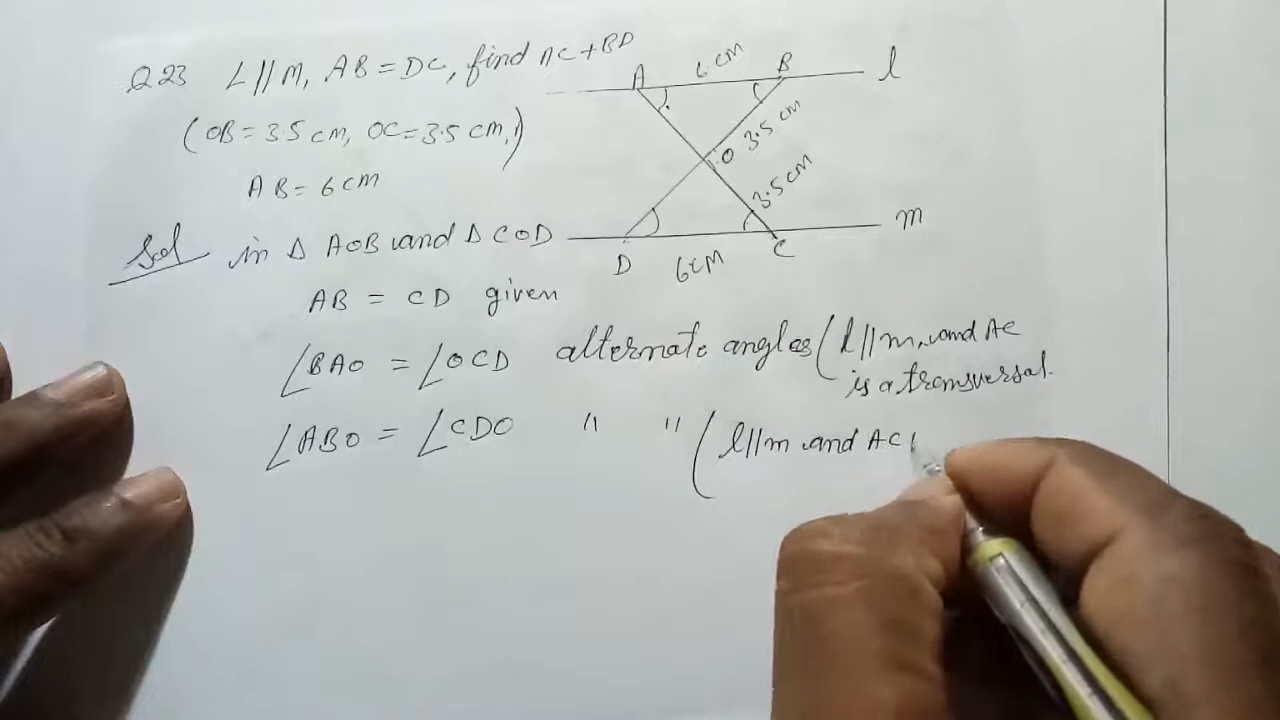 Q 23 L//M, AB = DC, find AC + BD
(OB = 3.5 cm, OC = 3.5 cm,)
AB = 6 cm
A 6 cm B l
O 3.5 cm
3.5 cm
D 6 cm C m
Sol in Δ AOB and Δ COD
AB = CD given
∠BAO = ∠OCD alternate angles (l//m, and AC
is a transversal.
∠ABO = ∠CDO " " (l//m and AC